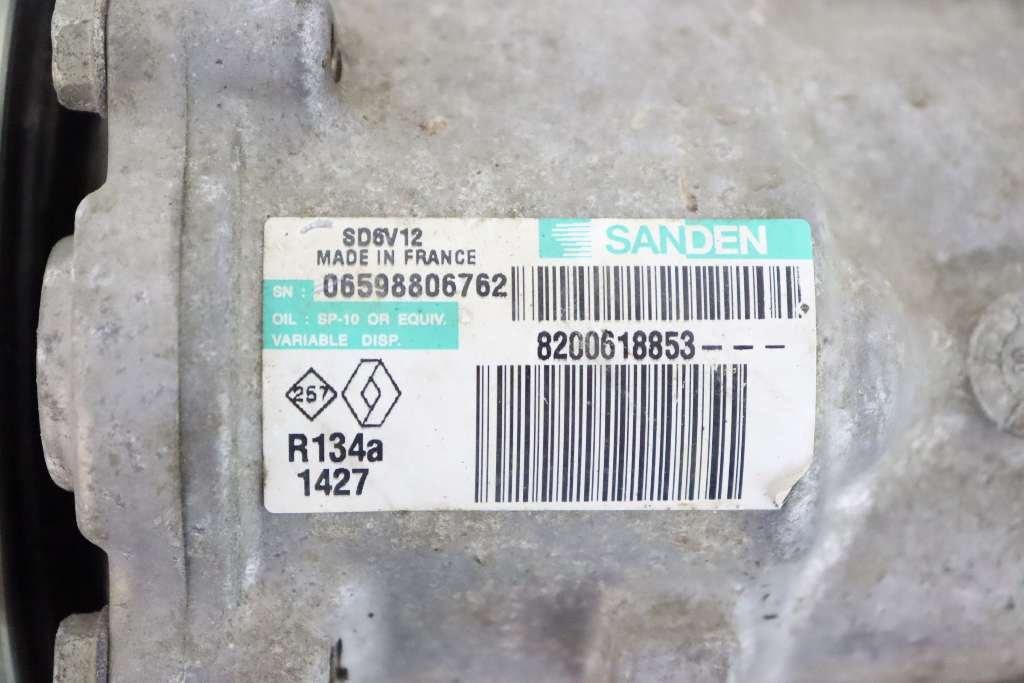 SD6V12
SANDEN
MADE IN FRANCE
SN : 06598806762
OIL : SP-10 OR EQUIV.
VARIABLE DISP.
8200618853---
257
R134a
1427